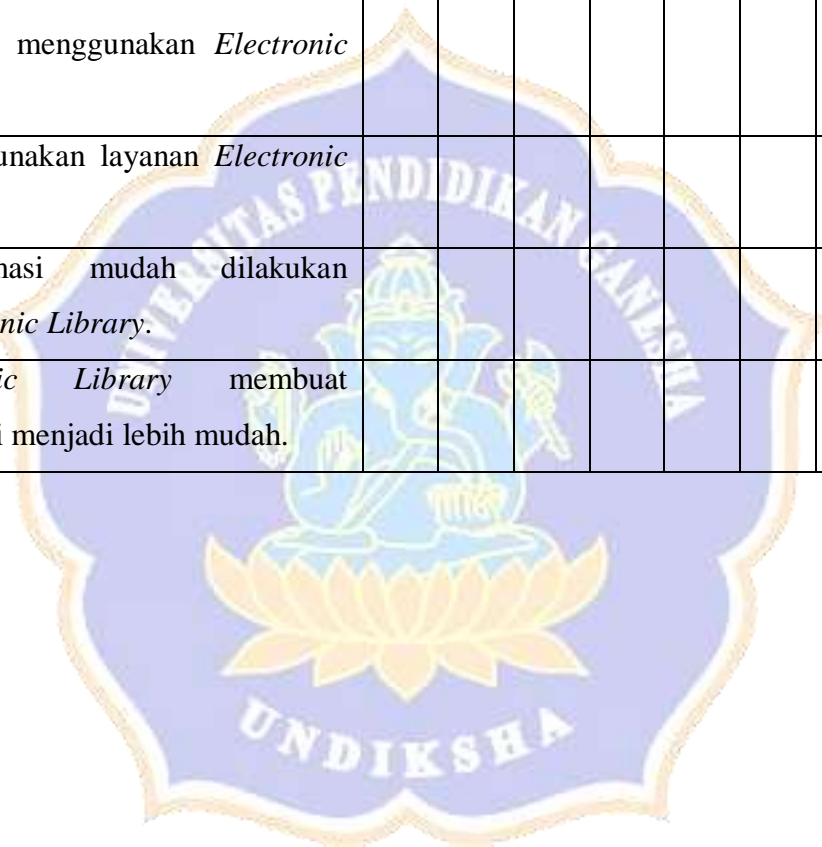 menggunakan Electronic
unakan layanan Electronic
nasi mudah dilakukan
nic Library.
ic Library membuat
i menjadi lebih mudah.
UNIVERSITAS PENDIDIKAN GANESHA
UNDIKSHA